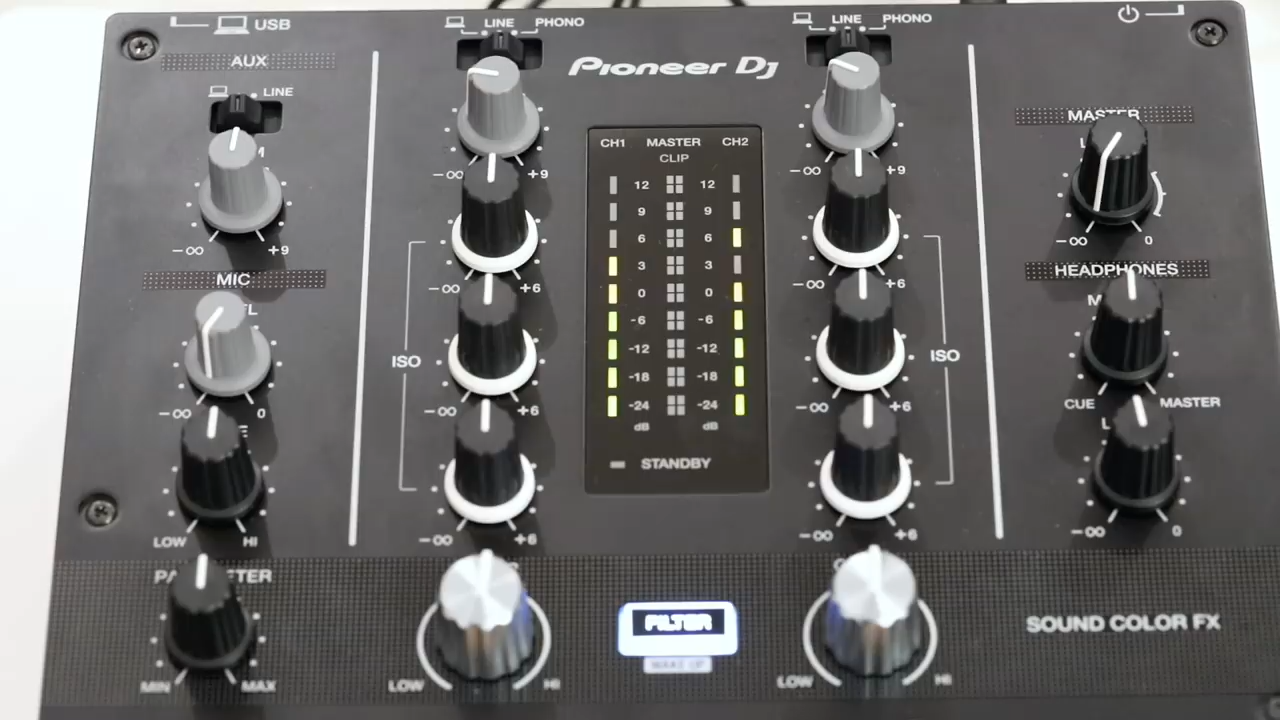 USB
LINE PHONO
LINE PHONO
Pioneer Dj
AUX
LINE
-∞ +9
MIC
-∞ 0
LOW HI
MIN MAX
-∞ +9
-∞ +6
-∞ +6
-∞ +6
ISO
LOW HI
CH1 MASTER CH2
CLIP
12 12
9 9
6 6
3 3
0 0
-6 -6
-12 -12
-18 -18
-24 -24
dB dB
STANDBY
FILTER
WAKE UP
-∞ +9
-∞ +6
-∞ +6
-∞ +6
ISO
LOW HI
MASTER
-∞ 0
HEADPHONES
CUE MASTER
-∞ 0
SOUND COLOR FX